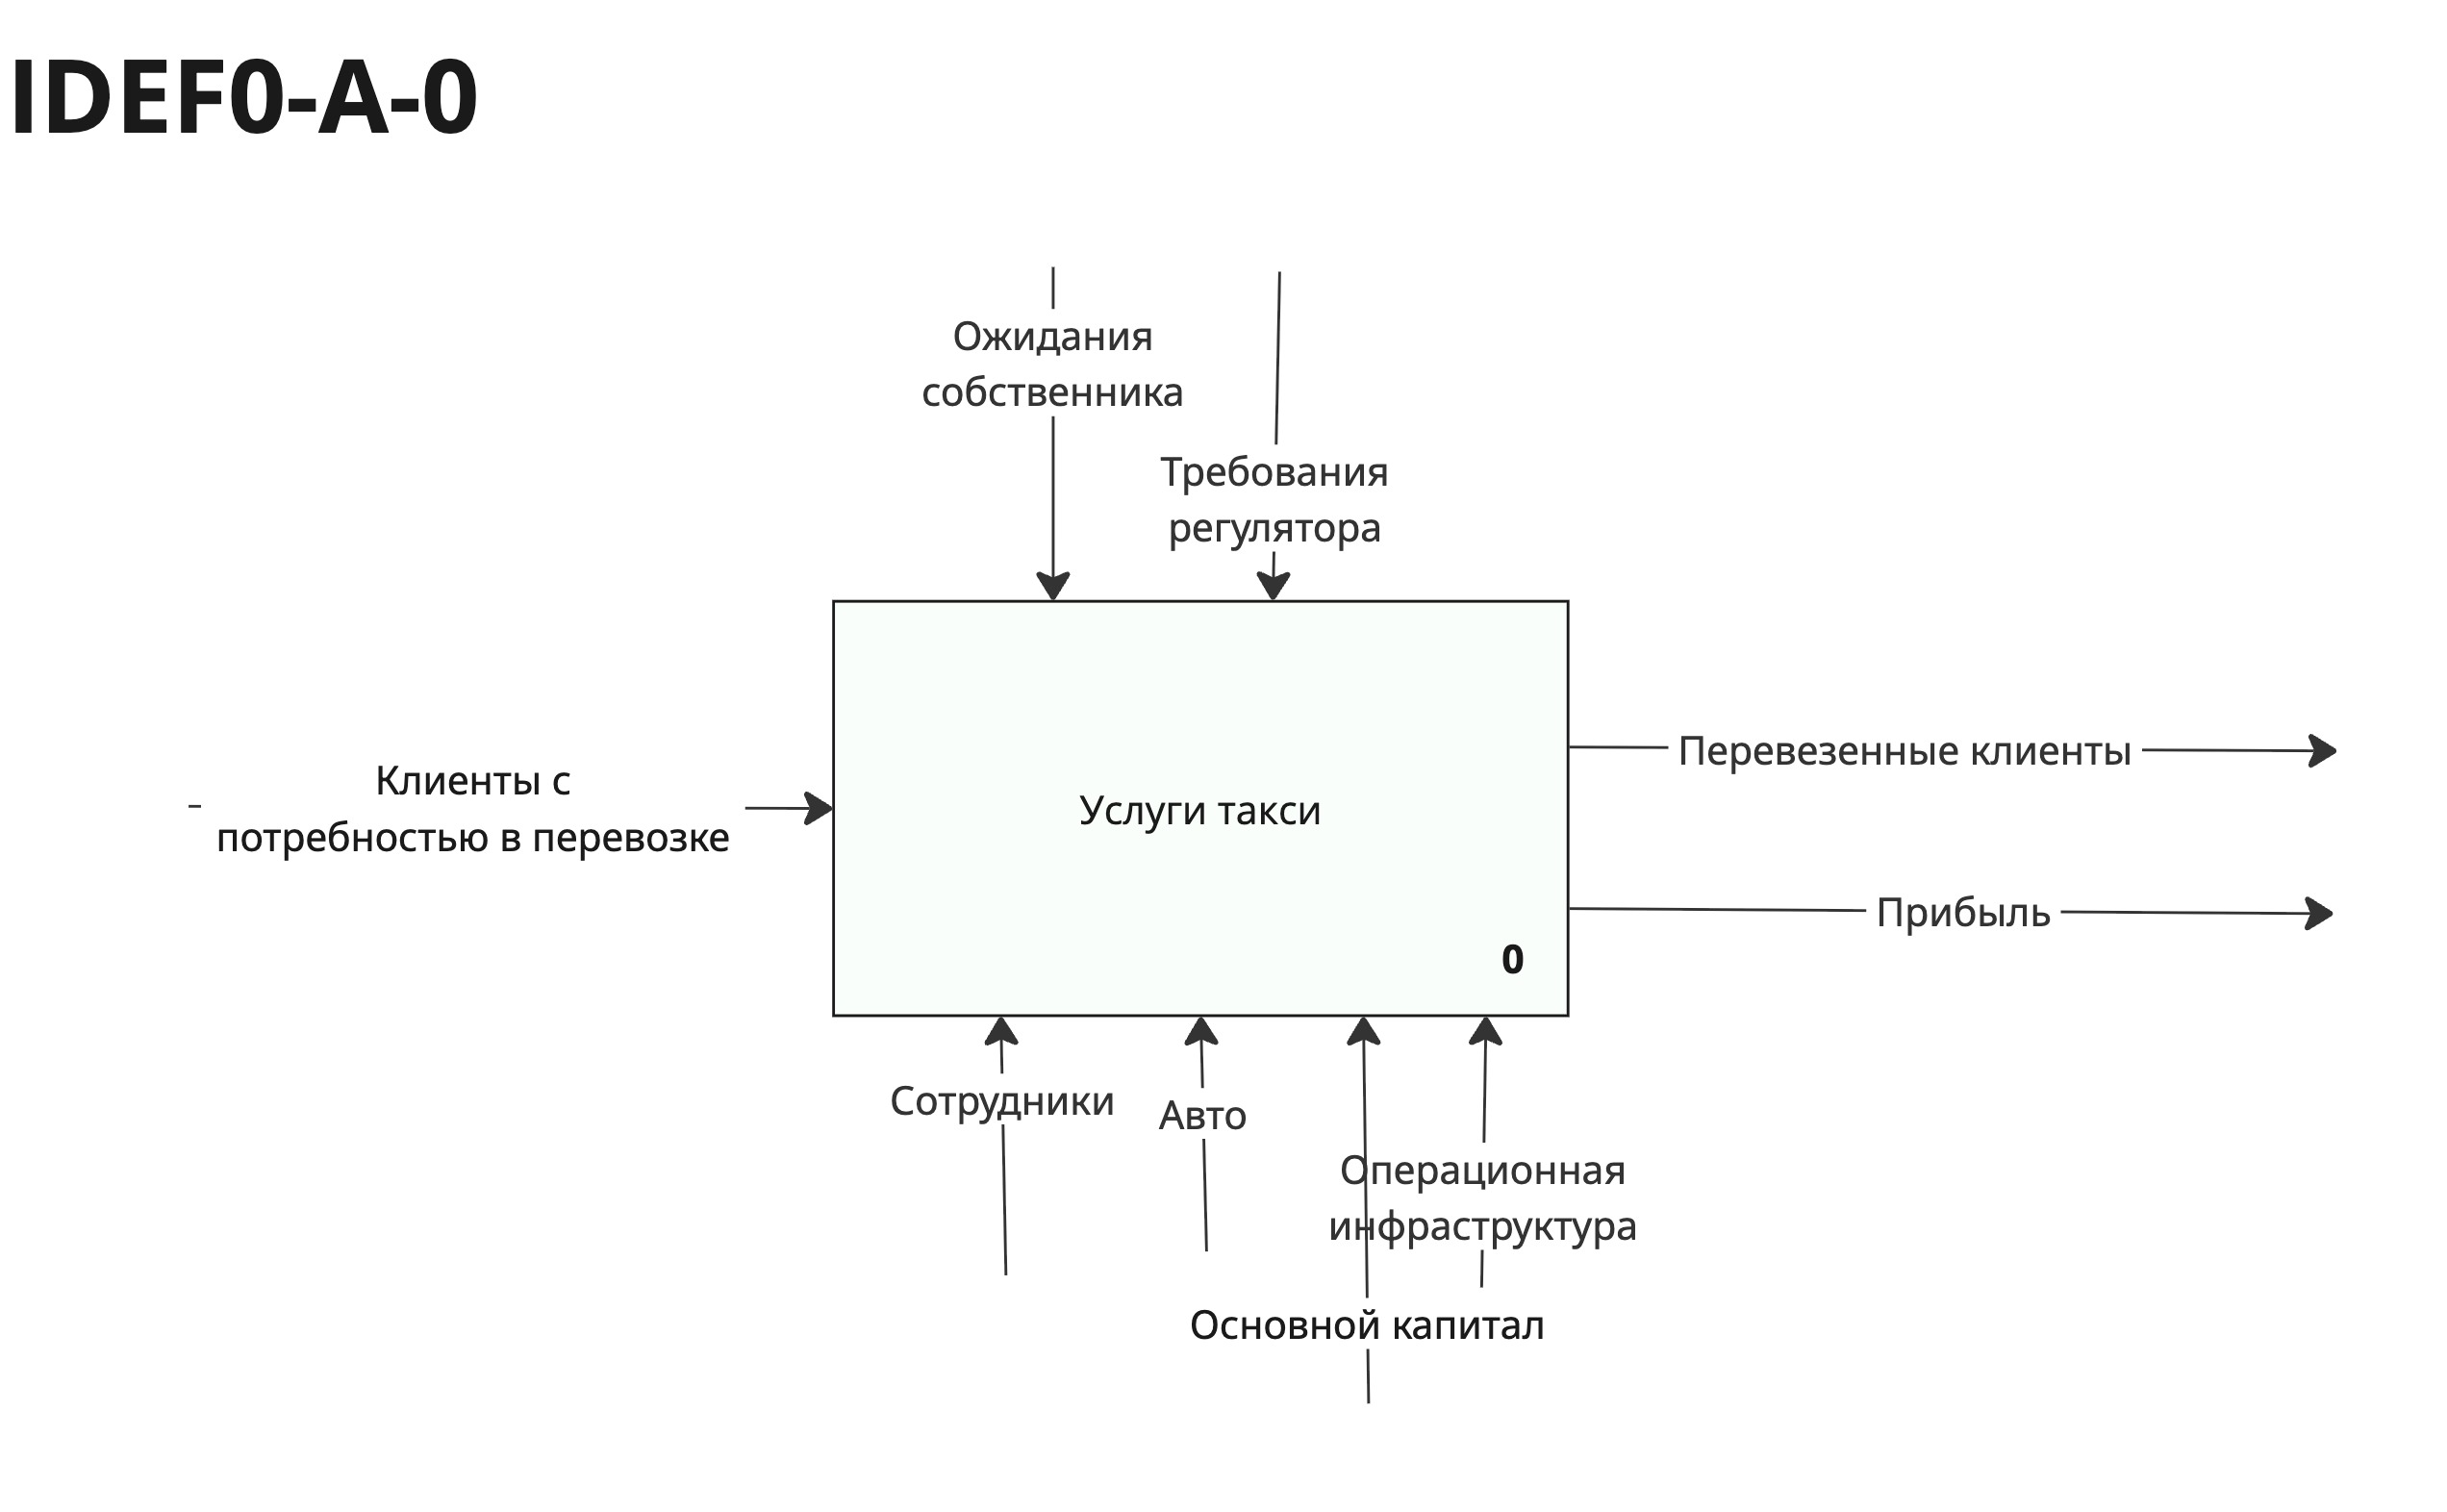 IDEF0-A-0
Ожидания
собственника
Требования
регулятора
Клиенты с
потребностью в перевозке
Услуги такси
0
Перевезенные клиенты
Прибыль
Сотрудники
Авто
Операционная
инфраструктура
Основной капитал